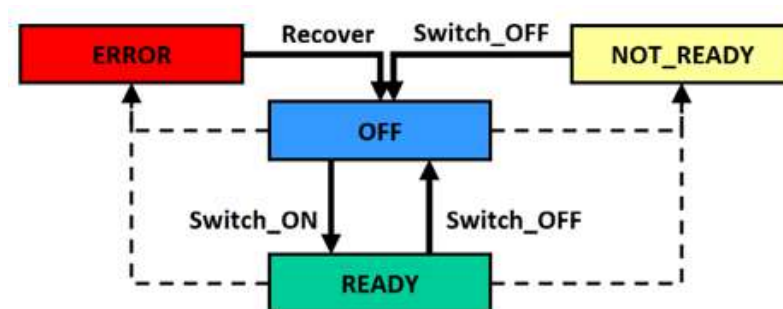 Recover
Switch_OFF
ERROR
NOT_READY
OFF
Switch_ON
Switch_OFF
READY